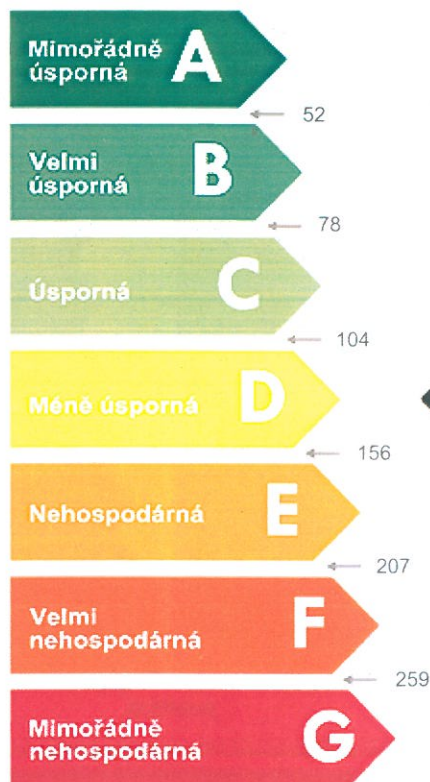 Mimořádně
úsporná
A
52
Velmi
úsporná
B
78
Úsporná
C
104
Méně úsporná
D
156
Nehospodárná
E
207
Velmi
nehospodárná
F
259
Mimořádně
nehospodárná
G